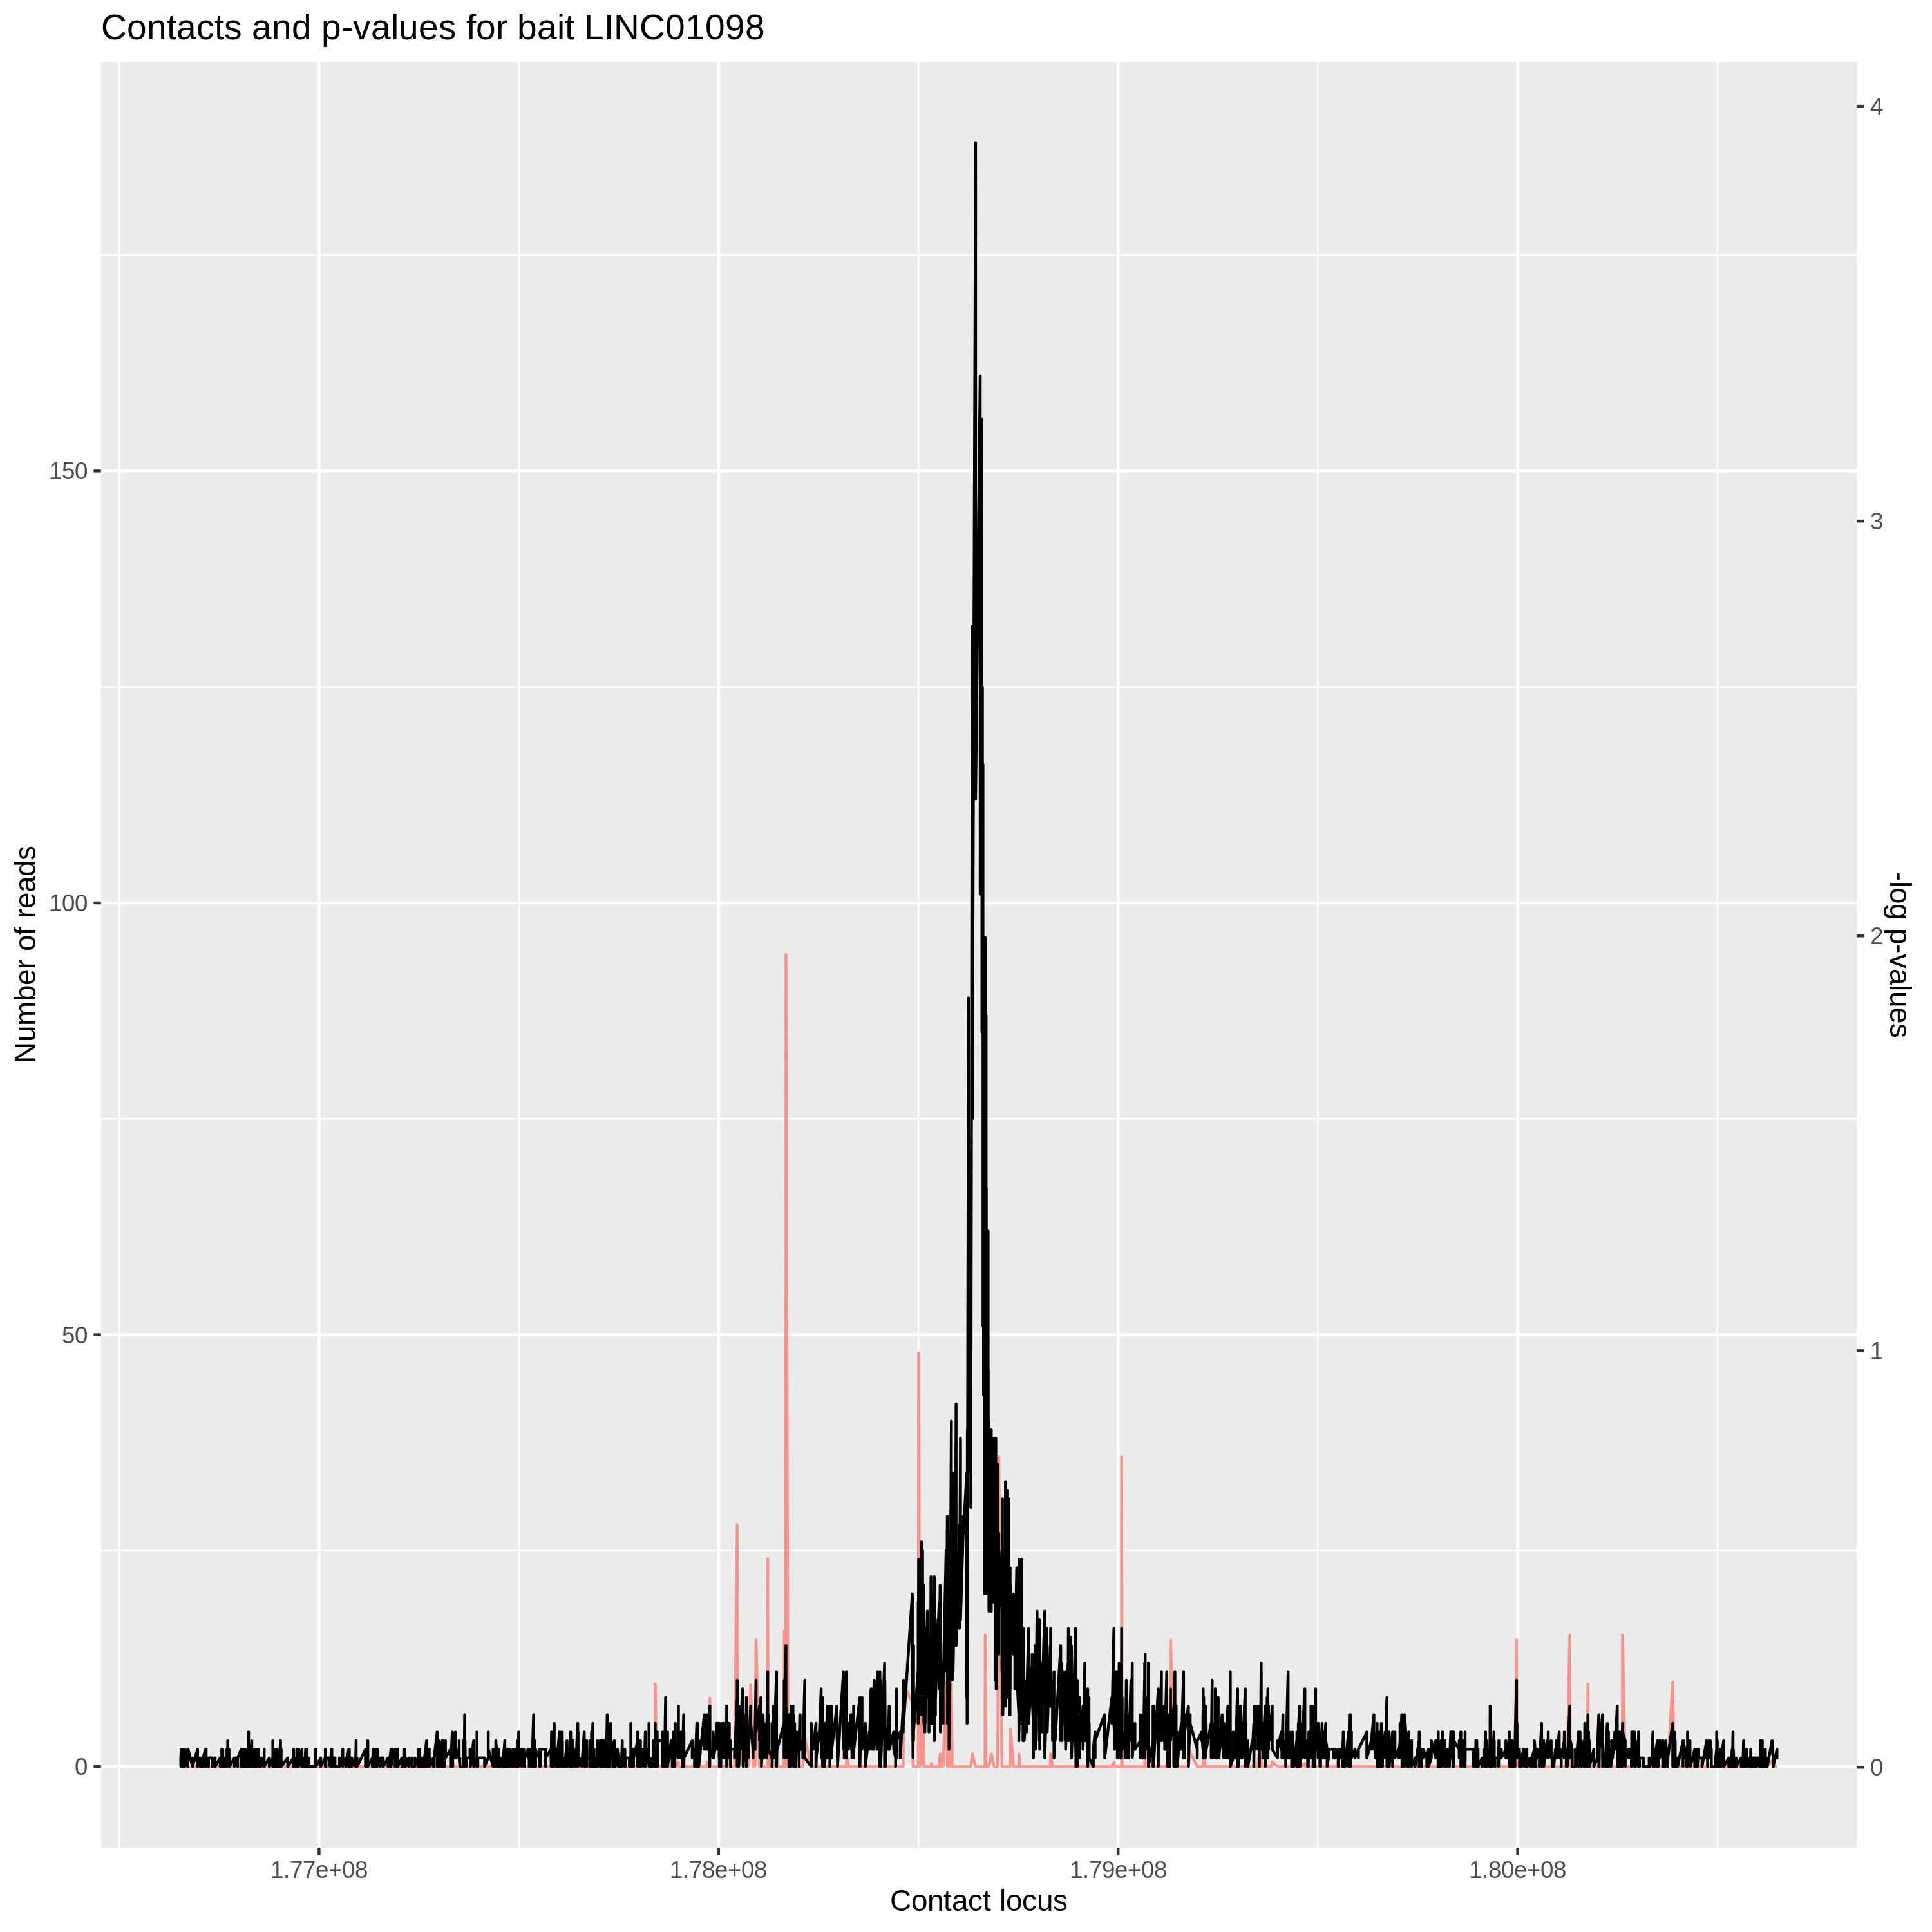 Contacts and p-values for bait LINC01098
4
150
3
Number of reads
100
2
-log p-values
50
1
0
0
1.77e+08
1.78e+08
1.79e+08
1.80e+08
Contact locus